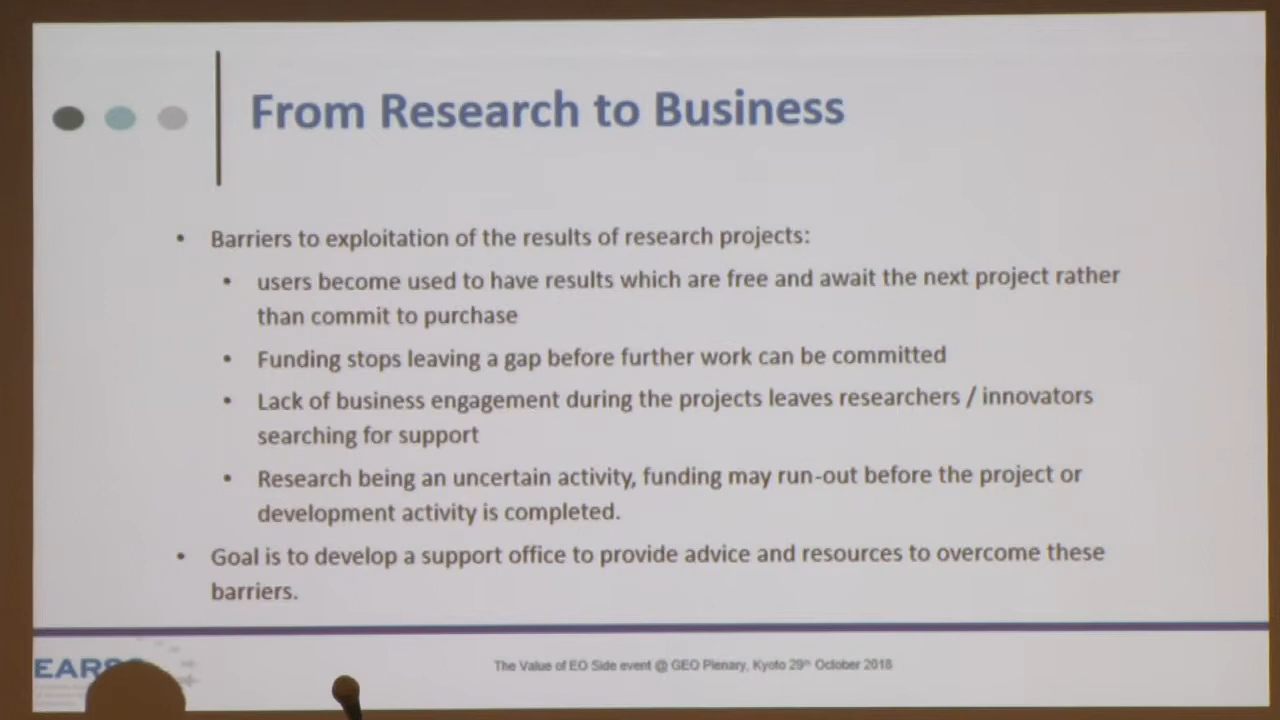 From Research to Business
• Barriers to exploitation of the results of research projects:
• users become used to have results which are free and await the next project rather
than commit to purchase
• Funding stops leaving a gap before further work can be committed
• Lack of business engagement during the projects leaves researchers / innovators
searching for support
• Research being an uncertain activity, funding may run-out before the project or
development activity is completed.
• Goal is to develop a support office to provide advice and resources to overcome these
barriers.
The Value of EO Side event @ GEO Plenary, Kyoto 29th October 2018